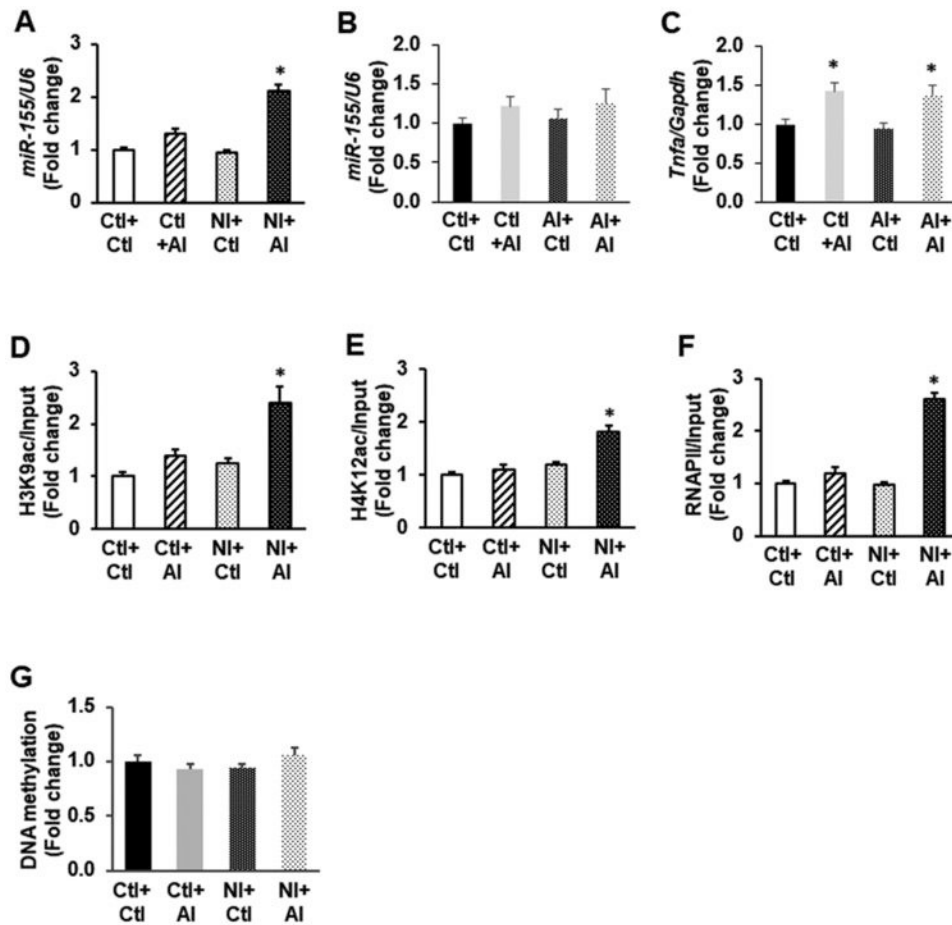 A
miR-155/U6
(Fold change)
3
2
1
0
*
Ctl+ Ctl NI+ NI+
Ctl +AI Ctl AI
B
miR-155/U6
(Fold change)
2.0
1.5
1.0
0.5
0.0
Ctl+ Ctl AI+ AI+
Ctl +AI Ctl AI
C
Tnfa/Gapdh
(Fold change)
2.0
1.5
1.0
0.5
0.0
* *
Ctl+ Ctl AI+ AI+
Ctl +AI Ctl AI
D
H3K9ac/Input
(Fold change)
3
2
1
0
*
Ctl+ Ctl+ NI+ NI+
Ctl AI Ctl AI
E
H4K12ac/Input
(Fold change)
3
2
1
0
*
Ctl+ Ctl+ NI+ NI+
Ctl AI Ctl AI
F
RNAPII/Input
(Fold change)
3
2
1
0
*
Ctl+ Ctl+ NI+ NI+
Ctl AI Ctl AI
G
DNA methylation
(Fold change)
1.5
1.0
0.5
0.0
Ctl+ Ctl+ NI+ NI+
Ctl AI Ctl AI